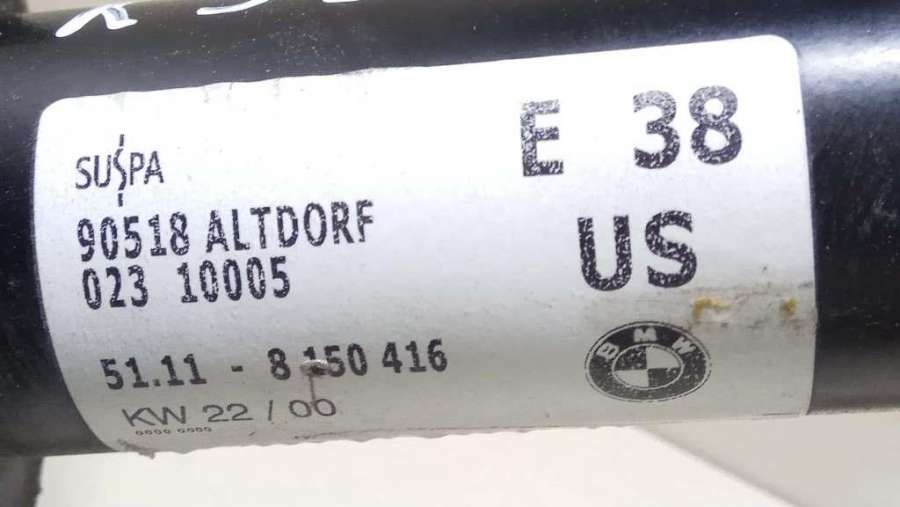 SUSPA
90518 ALTDORF
023 10005
51.11 - 8 150 416
KW 22 / 00
E 38
US
BMW